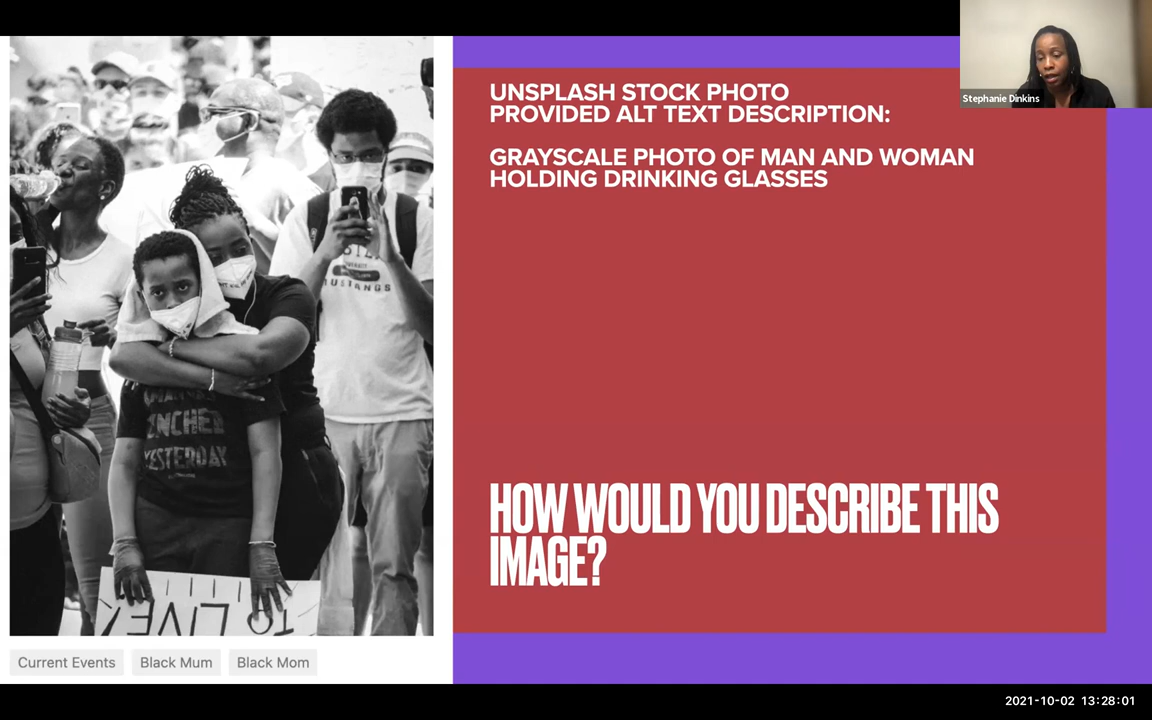 Stephanie Dinkins
UNSPLASH STOCK PHOTO
PROVIDED ALT TEXT DESCRIPTION:
GRAYSCALE PHOTO OF MAN AND WOMAN
HOLDING DRINKING GLASSES
MUSTANGS
YESTERDAY
TO LIVE!
HOW WOULD YOU DESCRIBE THIS
IMAGE?
Current Events
Black Mum
Black Mom
2021-10-02 13:28:01